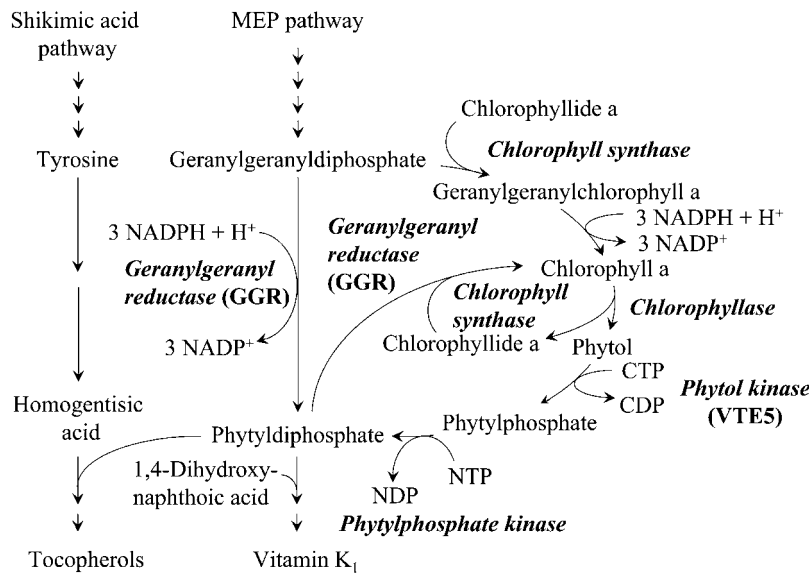 Shikimic acid
pathway
MEP pathway
Chlorophyllide a
Tyrosine
Geranylgeranyldiphosphate
Chlorophyll synthase
Geranylgeranylchlorophyll a
3 NADPH + H⁺
3 NADP⁺
3 NADPH + H⁺
Geranylgeranyl
reductase (GGR)
3 NADP⁺
Geranylgeranyl
reductase
(GGR)
Chlorophyll a
Chlorophyll
synthase
Chlorophyllase
Chlorophyllide a
Phytol
CTP
CDP
Phytol kinase
(VTE5)
Homogentisic
acid
Phytyldiphosphate
Phytylphosphate
1,4-Dihydroxy-
naphthoic acid
NDP
NTP
Phytylphosphate kinase
Tocopherols
Vitamin K₁